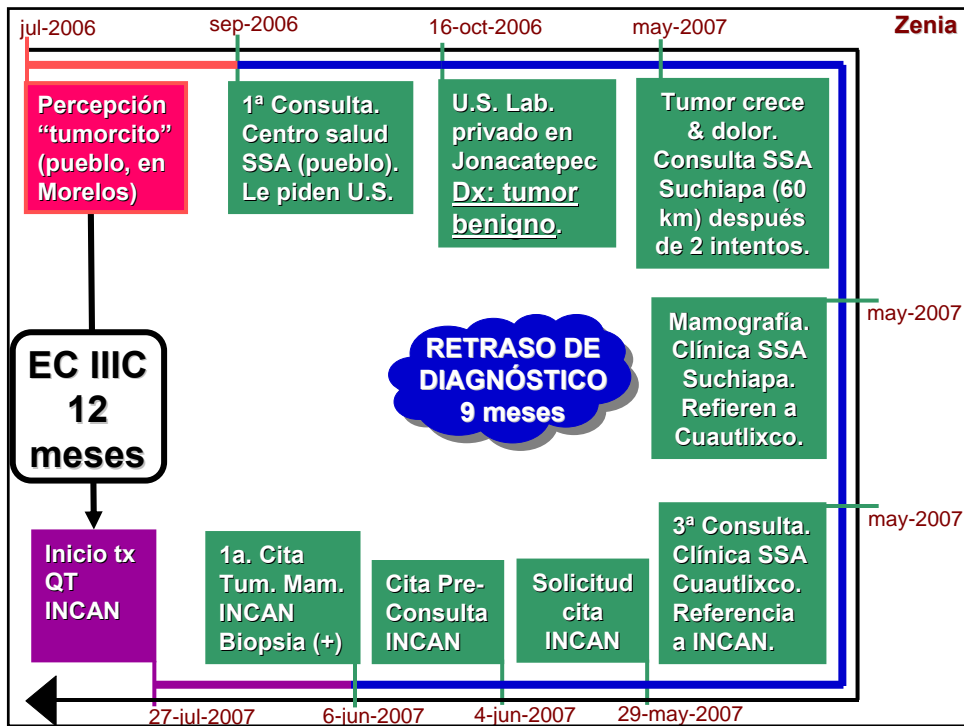 jul-2006
sep-2006
16-oct-2006
may-2007
Zenia
Percepción
“tumorcito”
(pueblo, en
Morelos)
1ª Consulta.
Centro salud
SSA (pueblo).
Le piden U.S.
U.S. Lab.
privado en
Jonacatepec
Dx: tumor
benigno.
Tumor crece
& dolor.
Consulta SSA
Suchiapa (60
km) después
de 2 intentos.
may-2007
Mamografía.
Clínica SSA
Suchiapa.
Refieren a
Cuautlixco.
RETRASO DE
DIAGNÓSTICO
9 meses
EC IIIC
12
meses
may-2007
3ª Consulta.
Clínica SSA
Cuautlixco.
Referencia
a INCAN.
Solicitud
cita
INCAN
Cita Pre-
Consulta
INCAN
1a. Cita
Tum. Mam.
INCAN
Biopsia (+)
Inicio tx
QT
INCAN
27-jul-2007
6-jun-2007
4-jun-2007
29-may-2007